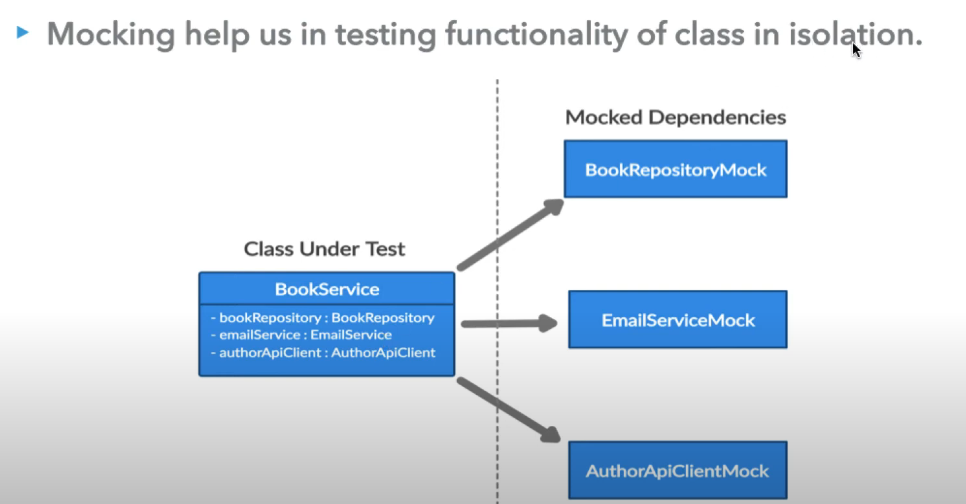 Mocking help us in testing functionality of class in isolation.
Mocked Dependencies
BookRepositoryMock
Class Under Test
BookService
- bookRepository : BookRepository
- emailService : EmailService
- authorApiClient : AuthorApiClient
EmailServiceMock
AuthorApiClientMock